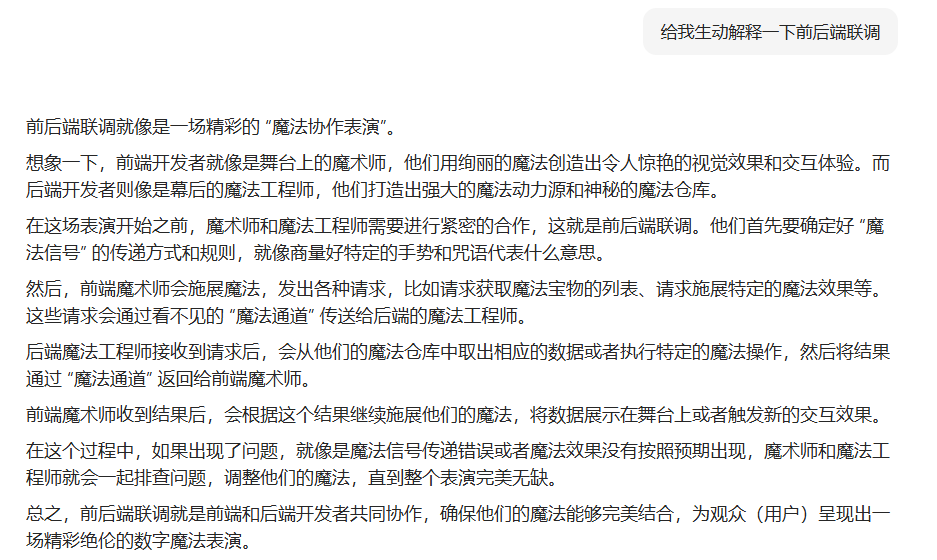 给我生动解释一下前后端联调
前后端联调就像是一场精彩的 “魔法协作表演”。
想象一下，前端开发者就像是舞台上的魔术师，他们用绚丽的魔法创造出令人惊艳的视觉效果和交互体验。而
后端开发者则像是幕后的魔法工程师，他们打造出强大的魔法动力源和神秘的魔法仓库。
在这场表演开始之前，魔术师和魔法工程师需要进行紧密的合作，这就是前后端联调。他们首先要确定好 “魔
法信号” 的传递方式和规则，就像商量好特定的手势和咒语代表什么意思。
然后，前端魔术师会施展魔法，发出各种请求，比如请求获取魔法宝物的列表、请求施展特定的魔法效果等。
这些请求会通过看不见的 “魔法通道” 传送给后端的魔法工程师。
后端魔法工程师接收到请求后，会从他们的魔法仓库中取出相应的数据或者执行特定的魔法操作，然后将结果
通过 “魔法通道” 返回给前端魔术师。
前端魔术师收到结果后，会根据这个结果继续施展他们的魔法，将数据展示在舞台上或者触发新的交互效果。
在这个过程中，如果出现了问题，就像是魔法信号传递错误或者魔法效果没有按照预期出现，魔术师和魔法工
程师就会一起排查问题，调整他们的魔法，直到整个表演完美无缺。
总之，前后端联调就是前端和后端开发者共同协作，确保他们的魔法能够完美结合，为观众（用户）呈现出一
场精彩绝伦的数字魔法表演。